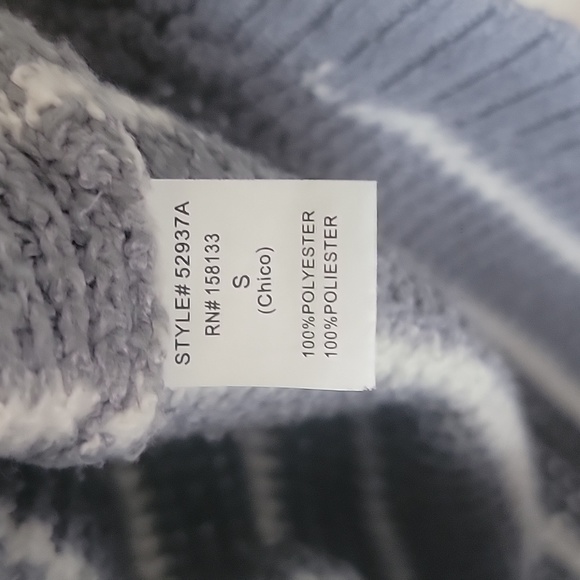 STYLE# 52937A
RN# 158133
S
(Chico)
100%POLYESTER
100%POLIESTER